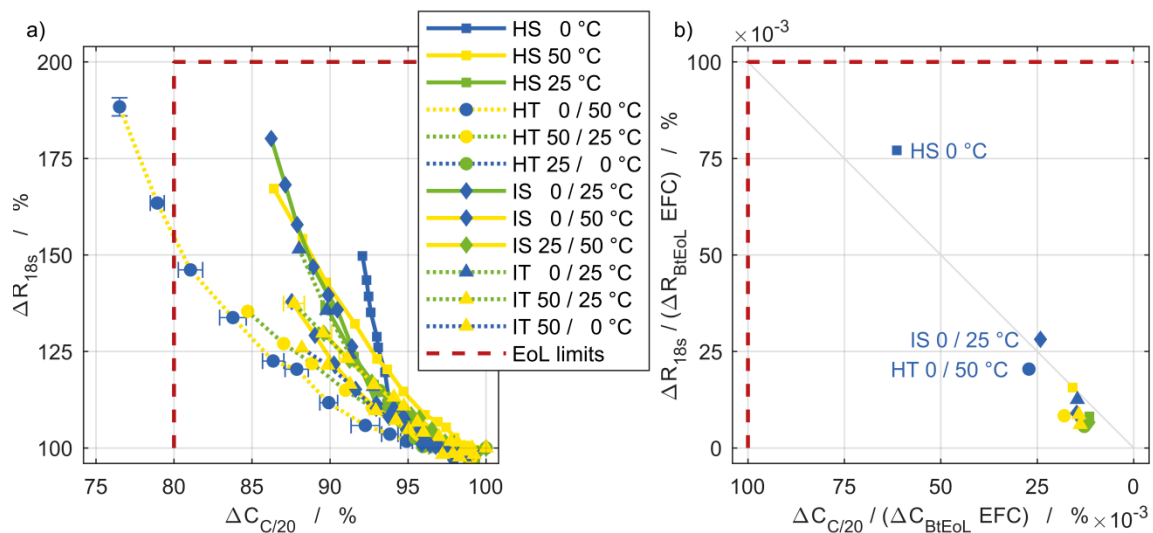 a)
200
175
150
125
100
ΔR18s / %
75 80 85 90 95 100
ΔCC/20 / %
HS 0 °C
HS 50 °C
HS 25 °C
HT 0 / 50 °C
HT 50 / 25 °C
HT 25 / 0 °C
IS 0 / 25 °C
IS 0 / 50 °C
IS 25 / 50 °C
IT 0 / 25 °C
IT 50 / 25 °C
IT 50 / 0 °C
EoL limits
b)
× 10-3
100
75
50
25
0
ΔR18s / (ΔRBtEoL EFC) / %
HS 0 °C
IS 0 / 25 °C
HT 0 / 50 °C
100 75 50 25 0
ΔCC/20 / (ΔCBtEoL EFC) / % × 10-3